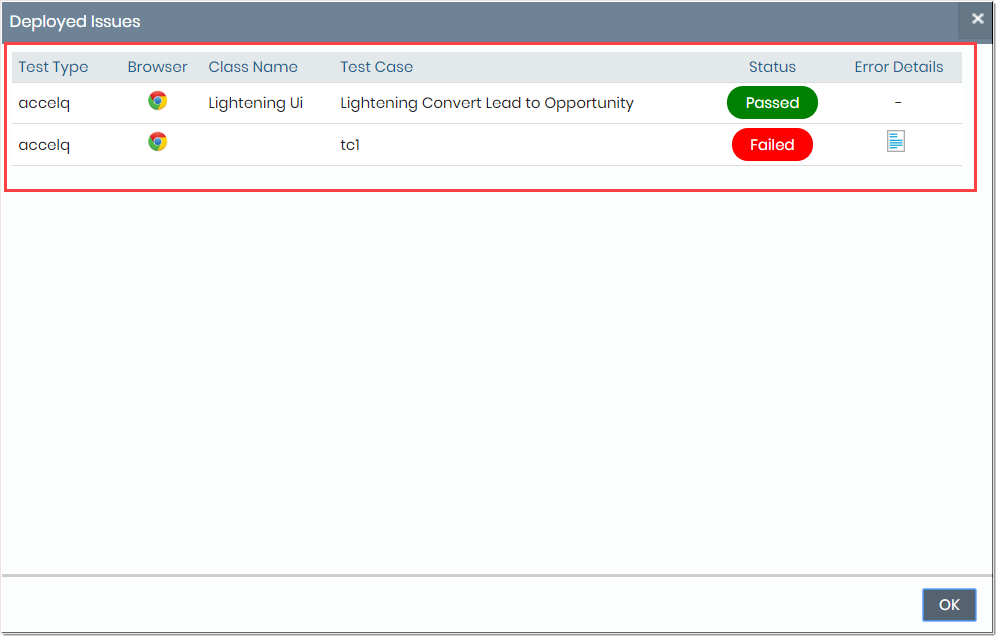 Deployed Issues
Test Type Browser Class Name Test Case Status Error Details
accelq Lightening Ui Lightening Convert Lead to Opportunity Passed -
accelq tc1 Failed
OK